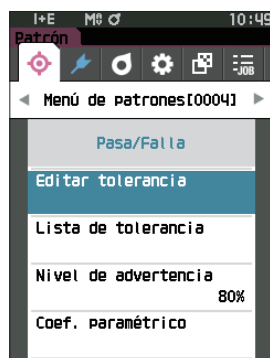 I+E M 10:49
Patrón
JOB
Menú de patrones[0004]
Pasa/Falla
Editar tolerancia
Lista de tolerancia
Nivel de advertencia
80%
Coef. paramétrico